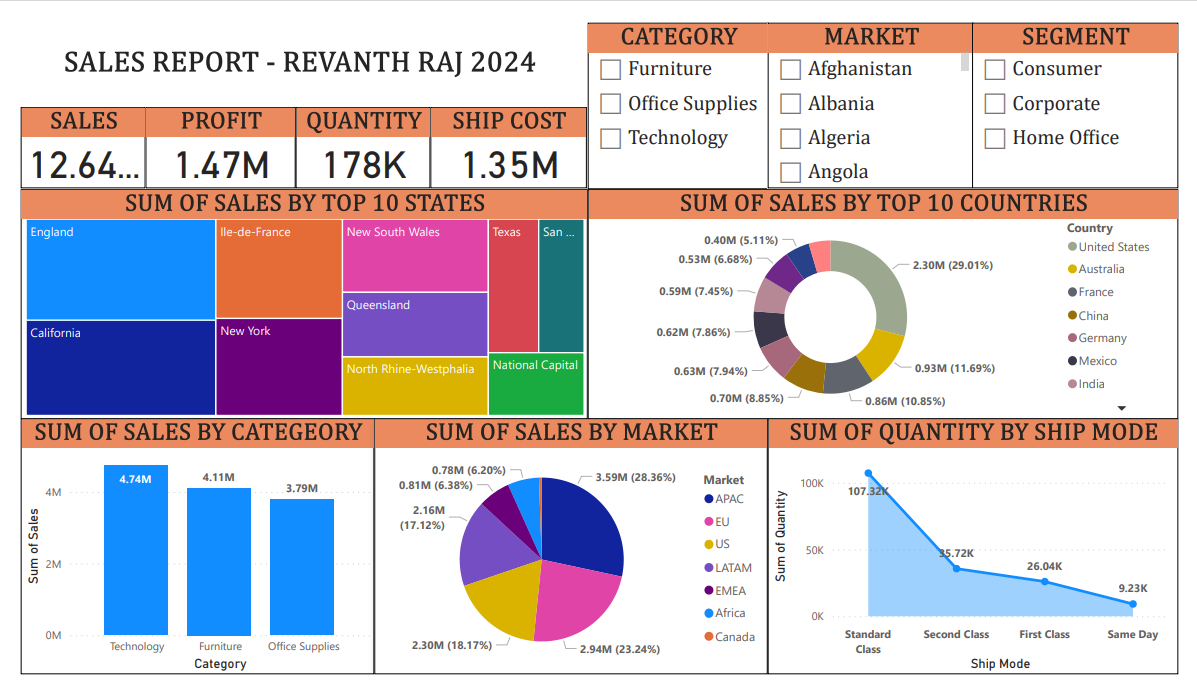 SALES REPORT - REVANTH RAJ 2024
SALES
PROFIT
QUANTITY
SHIP COST
12.64...
1.47M
178K
1.35M
CATEGORY
Furniture
Office Supplies
Technology
MARKET
Afghanistan
Albania
Algeria
Angola
SEGMENT
Consumer
Corporate
Home Office
SUM OF SALES BY TOP 10 STATES
England
California
Ile-de-France
New York
New South Wales
Queensland
North Rhine-Westphalia
Texas
San ...
National Capital
SUM OF SALES BY TOP 10 COUNTRIES
0.40M (5.11%)
0.53M (6.68%)
0.59M (7.45%)
0.62M (7.86%)
0.63M (7.94%)
0.70M (8.85%)
0.86M (10.85%)
0.93M (11.69%)
2.30M (29.01%)
Country
United States
Australia
France
China
Germany
Mexico
India
SUM OF SALES BY CATEGEORY
Sum of Sales
4M
2M
0M
4.74M
4.11M
3.79M
Technology
Furniture
Office Supplies
Category
SUM OF SALES BY MARKET
0.78M (6.20%)
0.81M (6.38%)
2.16M
(17.12%)
2.30M (18.17%)
2.94M (23.24%)
3.59M (28.36%)
Market
APAC
EU
US
LATAM
EMEA
Africa
Canada
SUM OF QUANTITY BY SHIP MODE
Sum of Quantity
100K
50K
0K
107.32K
35.72K
26.04K
9.23K
Standard
Class
Second Class
First Class
Same Day
Ship Mode